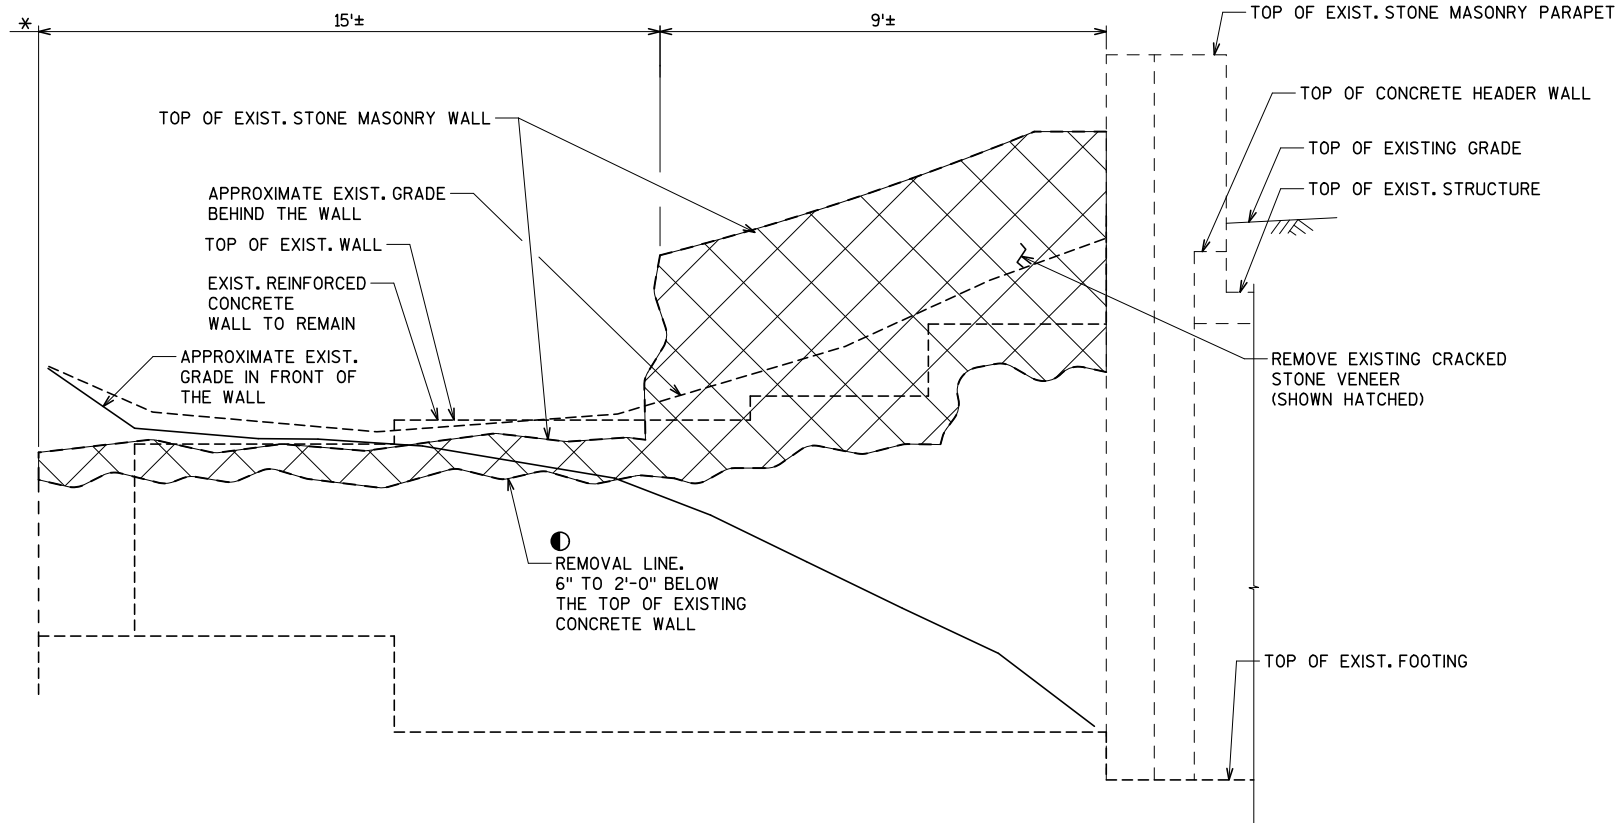 *
15'±
9'±
TOP OF EXIST. STONE MASONRY PARAPET
TOP OF CONCRETE HEADER WALL
TOP OF EXIST. STONE MASONRY WALL
TOP OF EXISTING GRADE
TOP OF EXIST. STRUCTURE
APPROXIMATE EXIST. GRADE
BEHIND THE WALL
TOP OF EXIST. WALL
EXIST. REINFORCED
CONCRETE
WALL TO REMAIN
APPROXIMATE EXIST.
GRADE IN FRONT OF
THE WALL
REMOVE EXISTING CRACKED
STONE VENEER
(SHOWN HATCHED)
REMOVAL LINE.
6" TO 2'-0" BELOW
THE TOP OF EXISTING
CONCRETE WALL
TOP OF EXIST. FOOTING